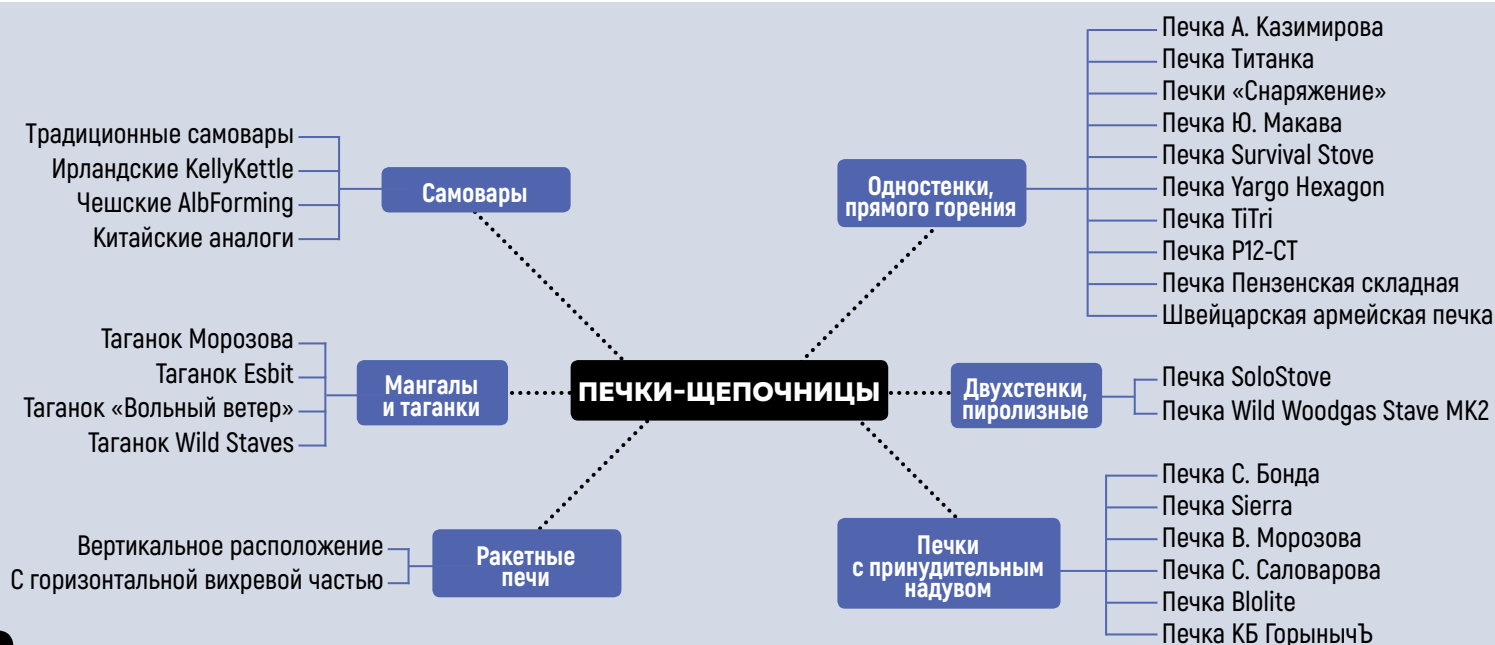 Традиционные самовары
Ирландские KellyKettle
Чешские AlbForming
Китайские аналоги
Самовары
Таганок Морозова
Таганок Esbit
Таганок «Вольный ветер»
Таганок Wild Staves
Мангалы
и таганки
Вертикальное расположение
С горизонтальной вихревой частью
Ракетные
печи
ПЕЧКИ-ЩЕПОЧНИЦЫ
Одностенки,
прямого горения
Печка А. Казимирова
Печка Титанка
Печки «Снаряжение»
Печка Ю. Макава
Печка Survival Stove
Печка Yargo Hexagon
Печка TiTri
Печка Р12-СТ
Печка Пензенская складная
Швейцарская армейская печка
Двухстенки,
пиролизные
Печка SoloStove
Печка Wild Woodgas Stave MK2
Печки
с принудительным
надувом
Печка С. Бонда
Печка Sierra
Печка В. Морозова
Печка С. Саловарова
Печка Blolite
Печка КБ ГорынычЪ